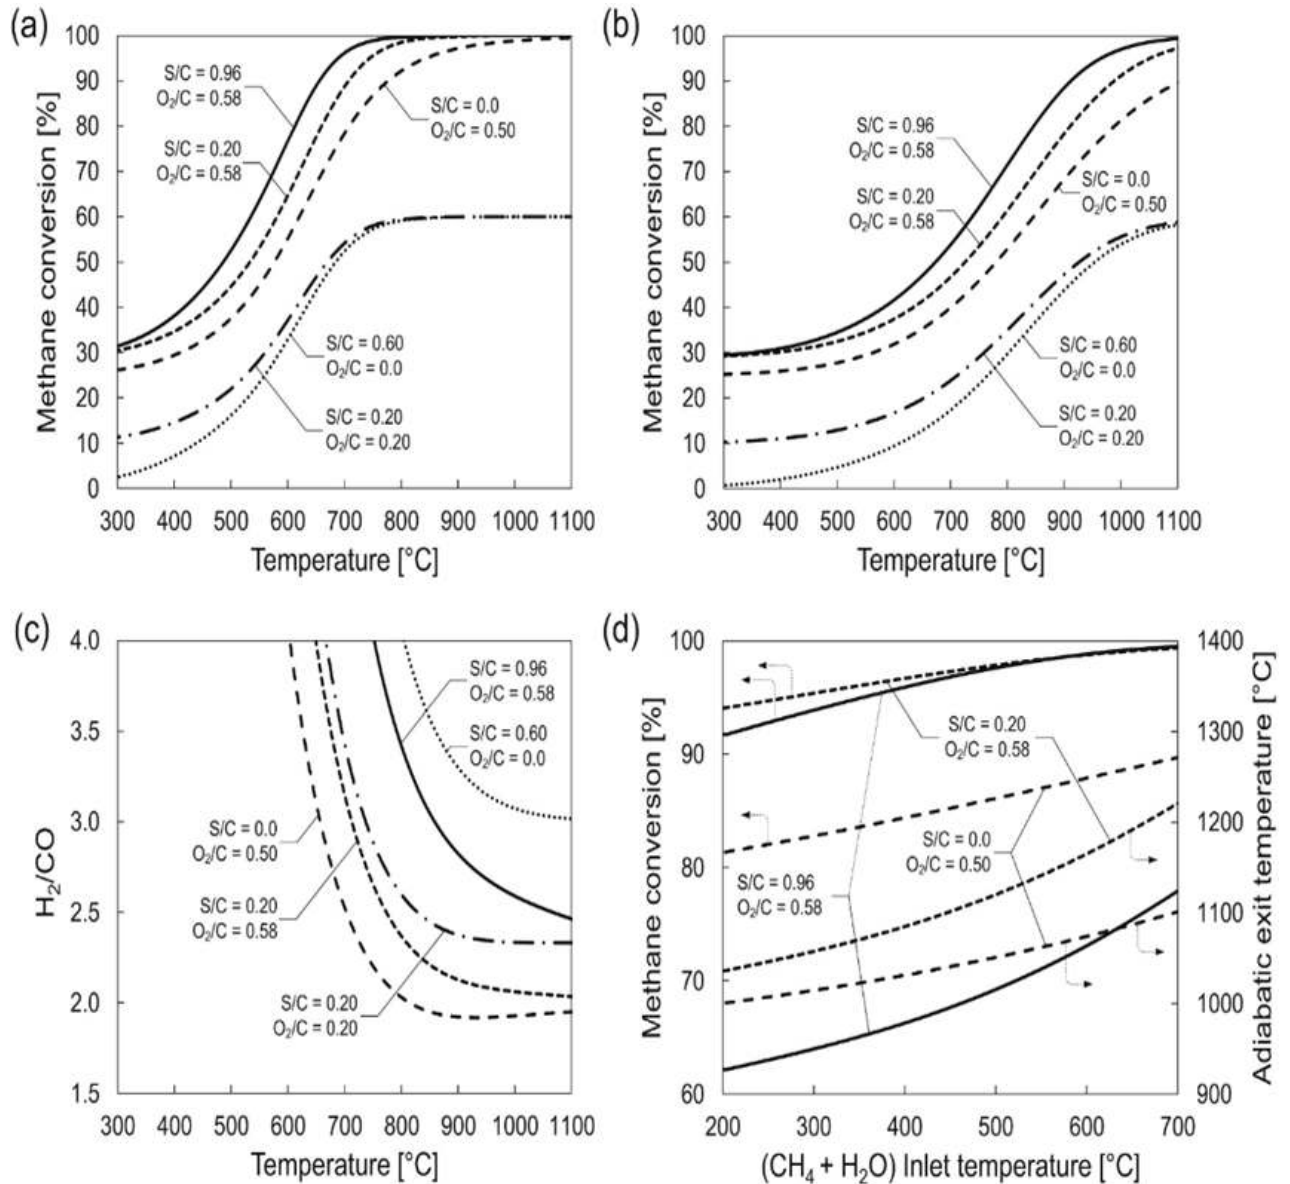 (a)
Methane conversion [%]
100
90
80
70
60
50
40
30
20
10
0
S/C = 0.96
O₂/C = 0.58
S/C = 0.20
O₂/C = 0.58
S/C = 0.0
O₂/C = 0.50
S/C = 0.60
O₂/C = 0.0
S/C = 0.20
O₂/C = 0.20
300 400 500 600 700 800 900 1000 1100
Temperature [°C]
(b)
Methane conversion [%]
100
90
80
70
60
50
40
30
20
10
0
S/C = 0.96
O₂/C = 0.58
S/C = 0.20
O₂/C = 0.58
S/C = 0.0
O₂/C = 0.50
S/C = 0.60
O₂/C = 0.0
S/C = 0.20
O₂/C = 0.20
300 400 500 600 700 800 900 1000 1100
Temperature [°C]
(c)
H₂/CO
4.0
3.5
3.0
2.5
2.0
1.5
S/C = 0.96
O₂/C = 0.58
S/C = 0.60
O₂/C = 0.0
S/C = 0.0
O₂/C = 0.50
S/C = 0.20
O₂/C = 0.58
S/C = 0.20
O₂/C = 0.20
300 400 500 600 700 800 900 1000 1100
Temperature [°C]
(d)
Methane conversion [%]
100
90
80
70
60
S/C = 0.20
O₂/C = 0.58
S/C = 0.0
O₂/C = 0.50
S/C = 0.96
O₂/C = 0.58
1400
1300
1200
1100
1000
900
Adiabatic exit temperature [°C]
200 300 400 500 600 700
(CH₄ + H₂O) Inlet temperature [°C]